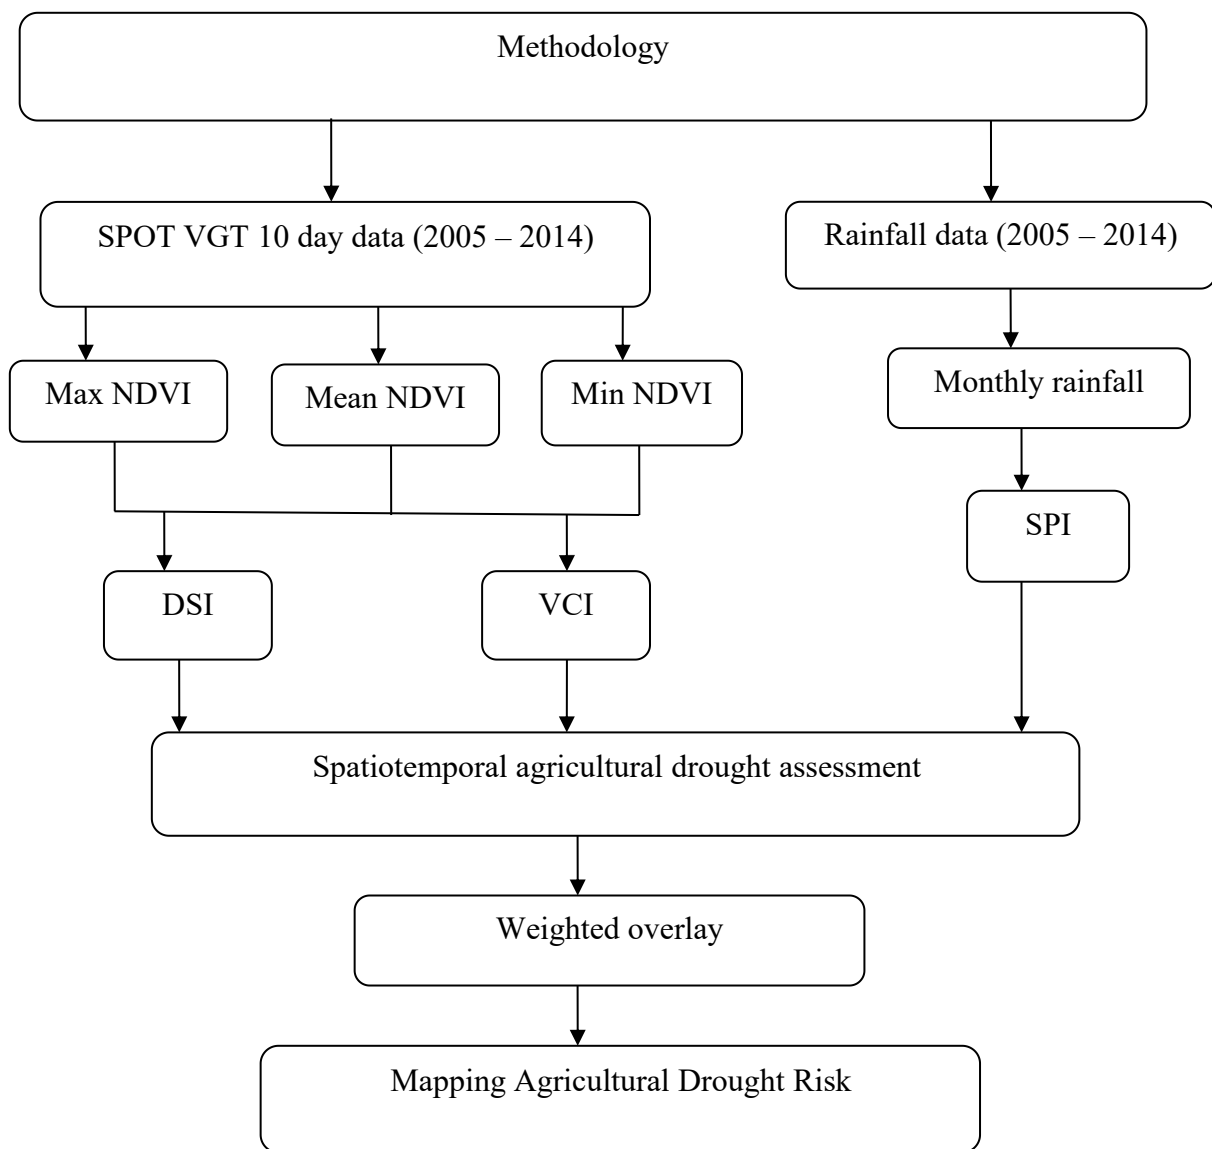 Methodology
SPOT VGT 10 day data (2005 – 2014)
Rainfall data (2005 – 2014)
Max NDVI
Mean NDVI
Min NDVI
Monthly rainfall
SPI
DSI
VCI
Spatiotemporal agricultural drought assessment
Weighted overlay
Mapping Agricultural Drought Risk